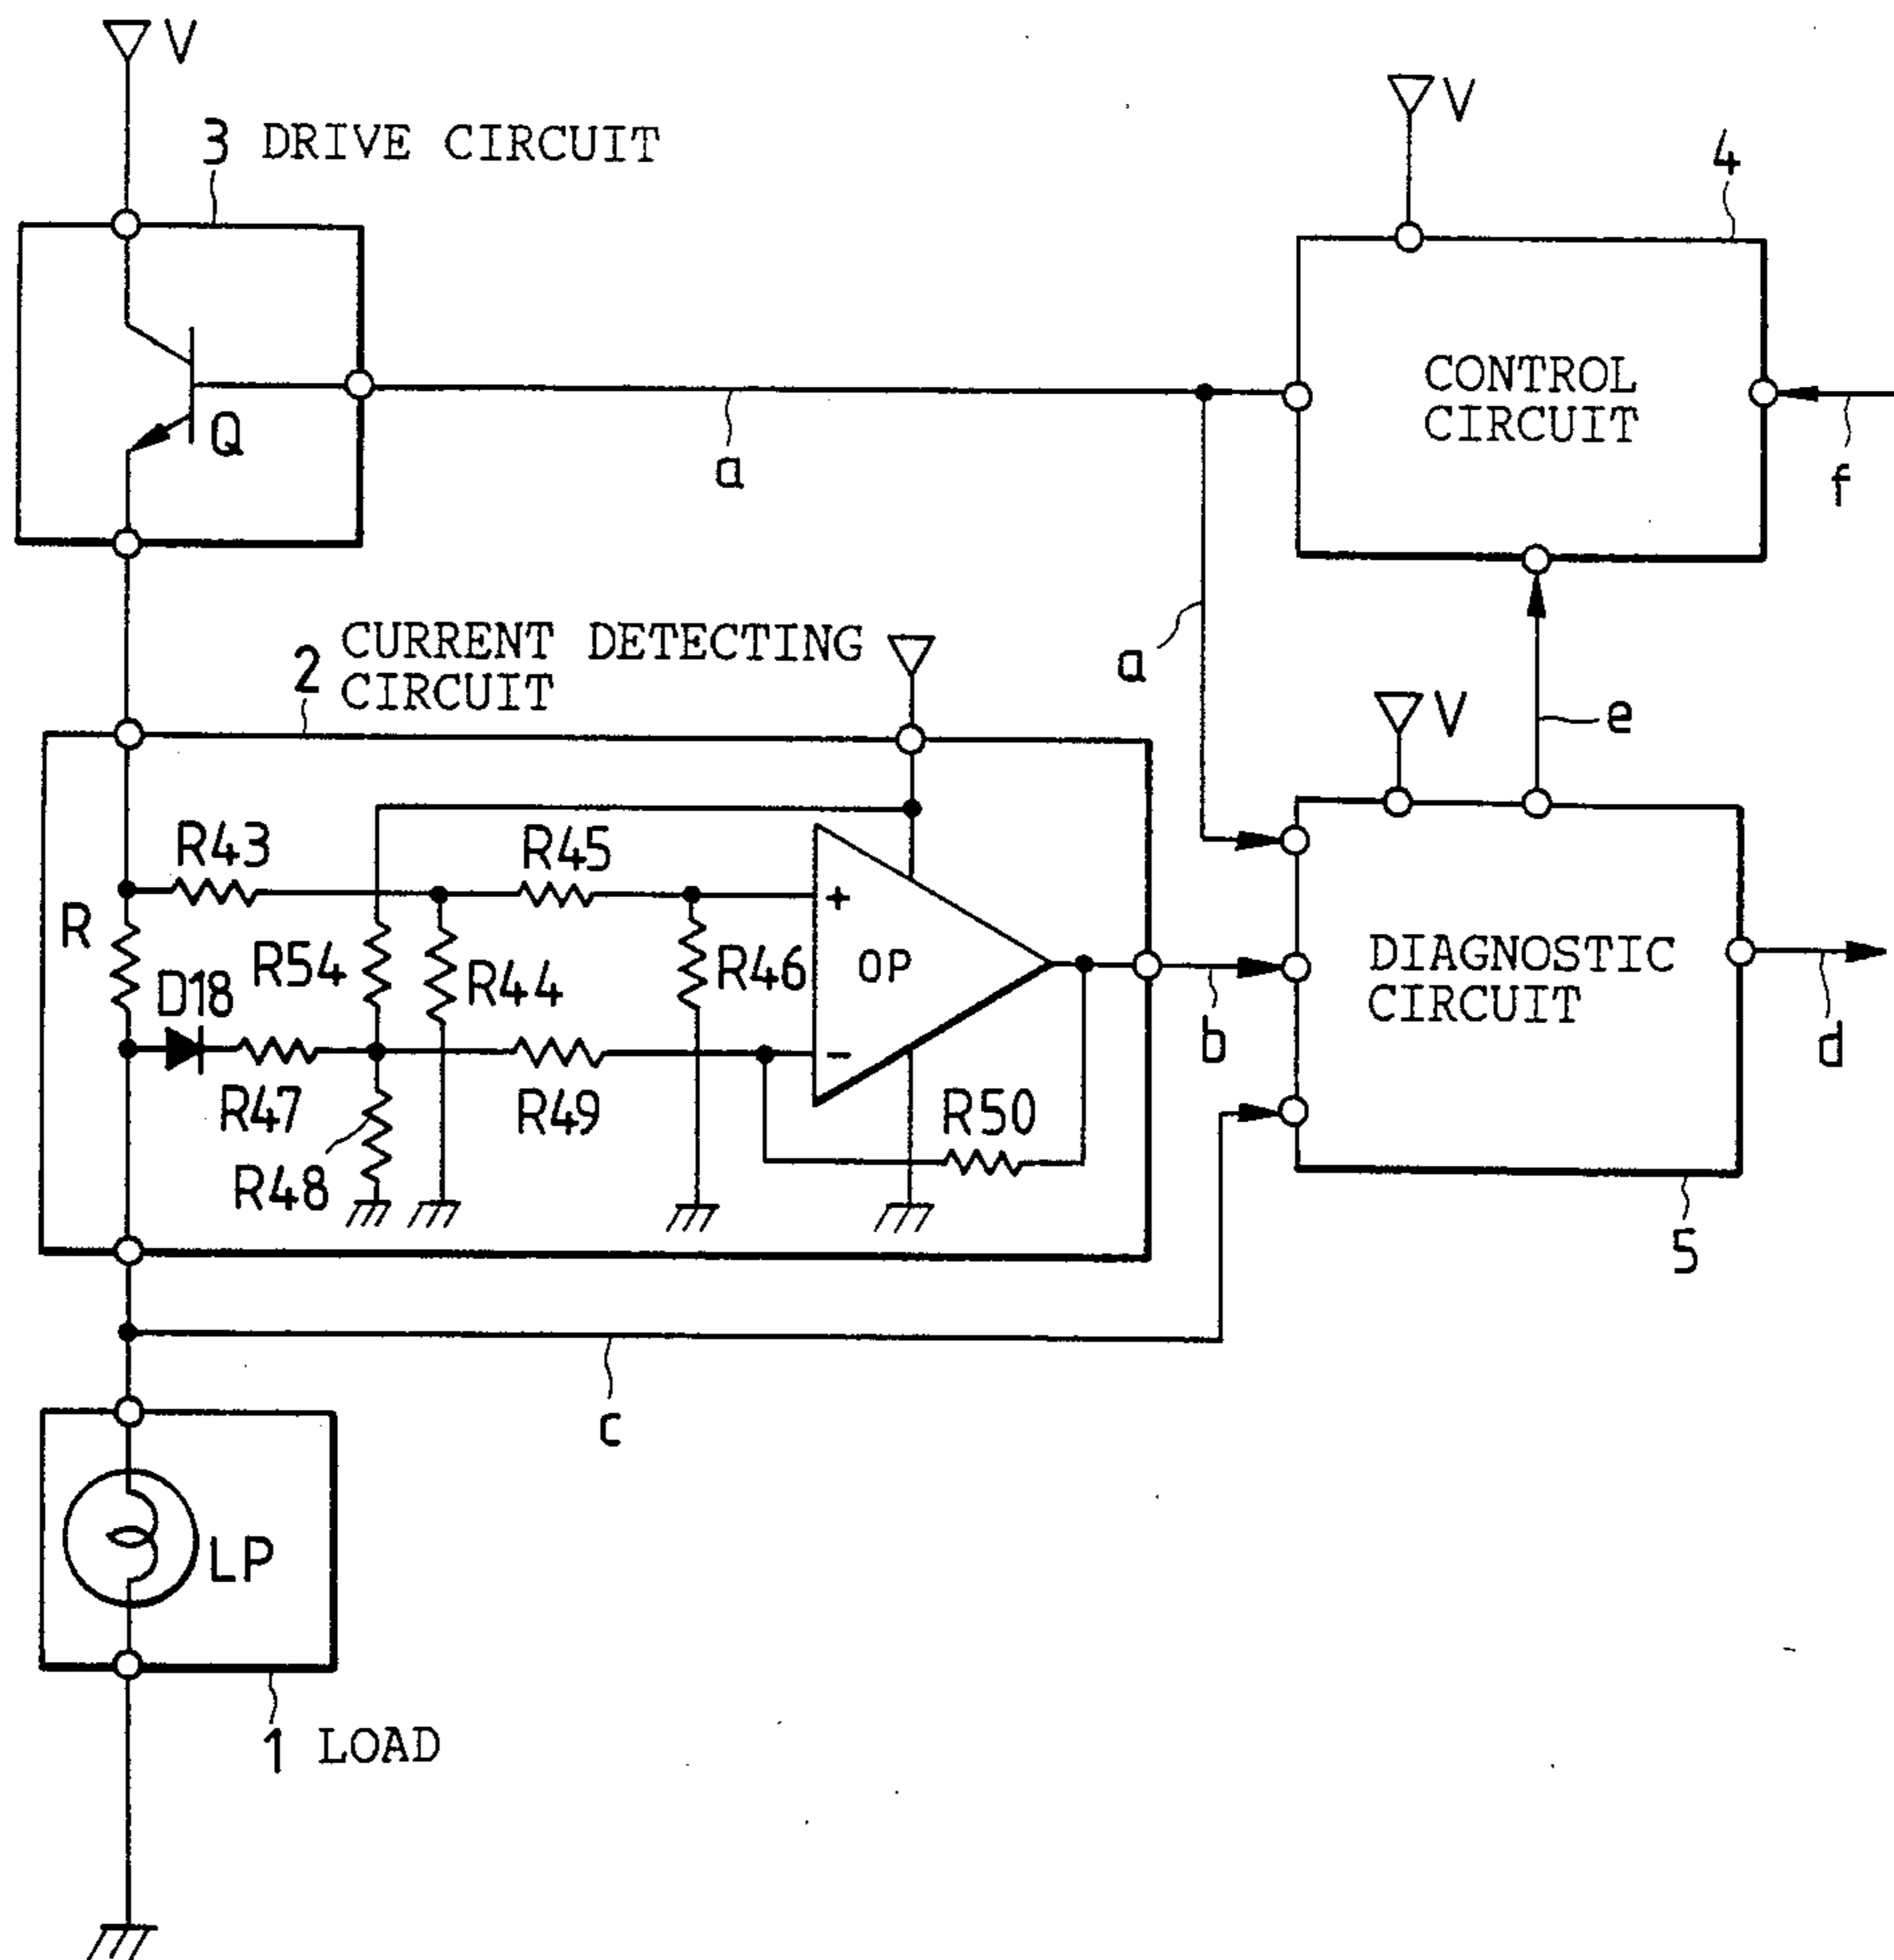 V
V
3 DRIVE CIRCUIT
4
CONTROL
CIRCUIT
Q
a
f
2 CURRENT DETECTING
CIRCUIT
a
V
e
R43
R45
R
R54
R44
R46
OP
D18
DIAGNOSTIC
CIRCUIT
b
d
R47
R49
R50
R48
+
-
5
c
LP
1 LOAD